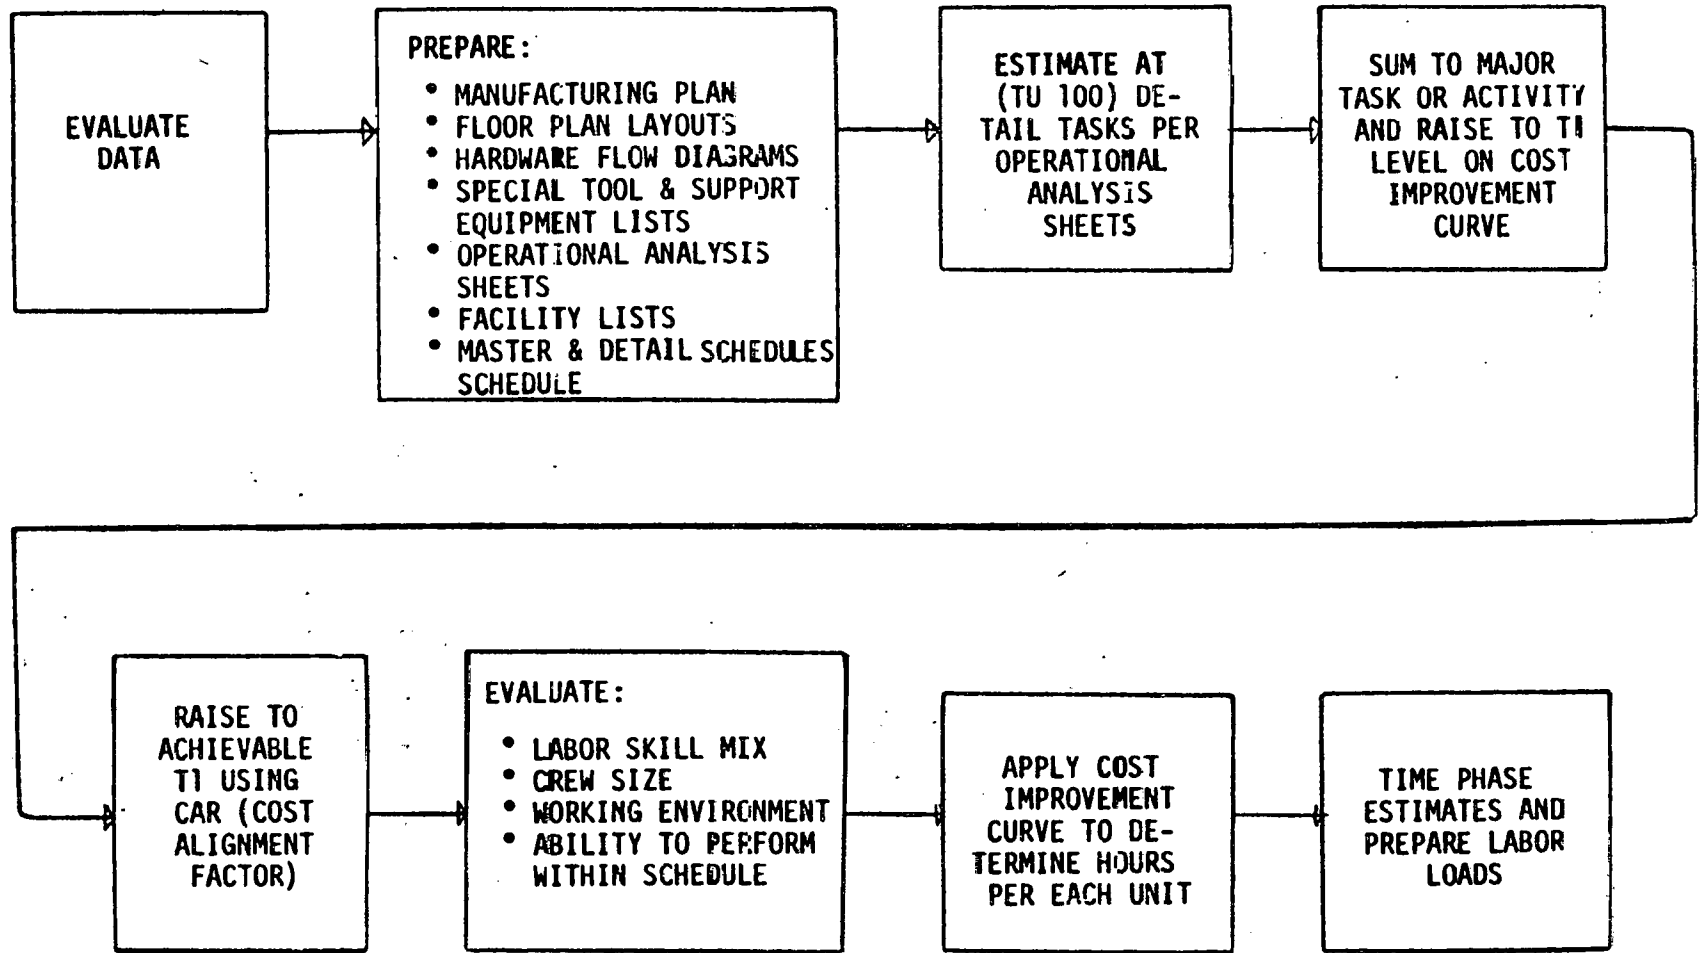 EVALUATE
DATA
PREPARE:
• MANUFACTURING PLAN
• FLOOR PLAN LAYOUTS
• HARDWARE FLOW DIAGRAMS
• SPECIAL TOOL & SUPPORT
EQUIPMENT LISTS
• OPERATIONAL ANALYSIS
SHEETS
• FACILITY LISTS
• MASTER & DETAIL SCHEDULES
SCHEDULE
ESTIMATE AT
(TU 100) DE-
TAIL TASKS PER
OPERATIONAL
ANALYSIS
SHEETS
SUM TO MAJOR
TASK OR ACTIVITY
AND RAISE TO T1
LEVEL ON COST
IMPROVEMENT
CURVE
RAISE TO
ACHIEVABLE
T1 USING
CAR (COST
ALIGNMENT
FACTOR)
EVALUATE:
• LABOR SKILL MIX
• CREW SIZE
• WORKING ENVIRONMENT
• ABILITY TO PERFORM
WITHIN SCHEDULE
APPLY COST
IMPROVEMENT
CURVE TO DE-
TERMINE HOURS
PER EACH UNIT
TIME PHASE
ESTIMATES AND
PREPARE LABOR
LOADS